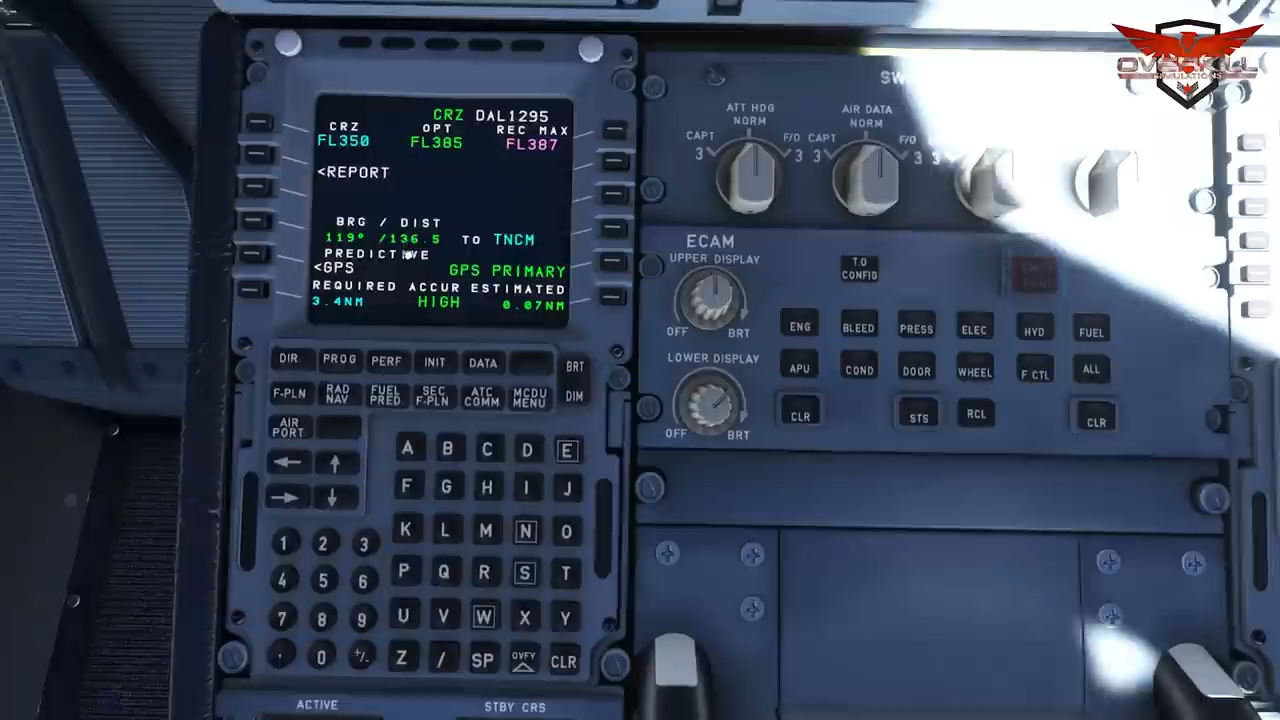 OVERKILL
SIMULATIONS
CRZ DAL1295
CRZ OPT REC MAX
FL350 FL385 FL387
<REPORT
BRG / DIST
119° /136.5 TO TNCM
PREDICTIVE
<GPS GPS PRIMARY
REQUIRED ACCUR ESTIMATED
3.4NM HIGH 0.07NM
DIR PROG PERF INIT DATA
BRT
F-PLN RAD NAV FUEL PRED SEC F-PLN ATC COMM MCDU MENU
DIM
AIR PORT
← ↑
→ ↓
A B C D E
F G H I J
K L M N O
P Q R S T
U V W X Y
Z / SP OVFY CLR
1 2 3
4 5 6
7 8 9
. 0 +/-
ACTIVE STBY CRS
SW
ATT HDG
NORM
CAPT F/O
3 3
AIR DATA
NORM
CAPT F/O
3 3
3
ECAM
UPPER DISPLAY
OFF BRT
LOWER DISPLAY
OFF BRT
T.O
CONFIG
ENG BLEED PRESS ELEC HYD FUEL
APU COND DOOR WHEEL F CTL ALL
CLR STS RCL CLR